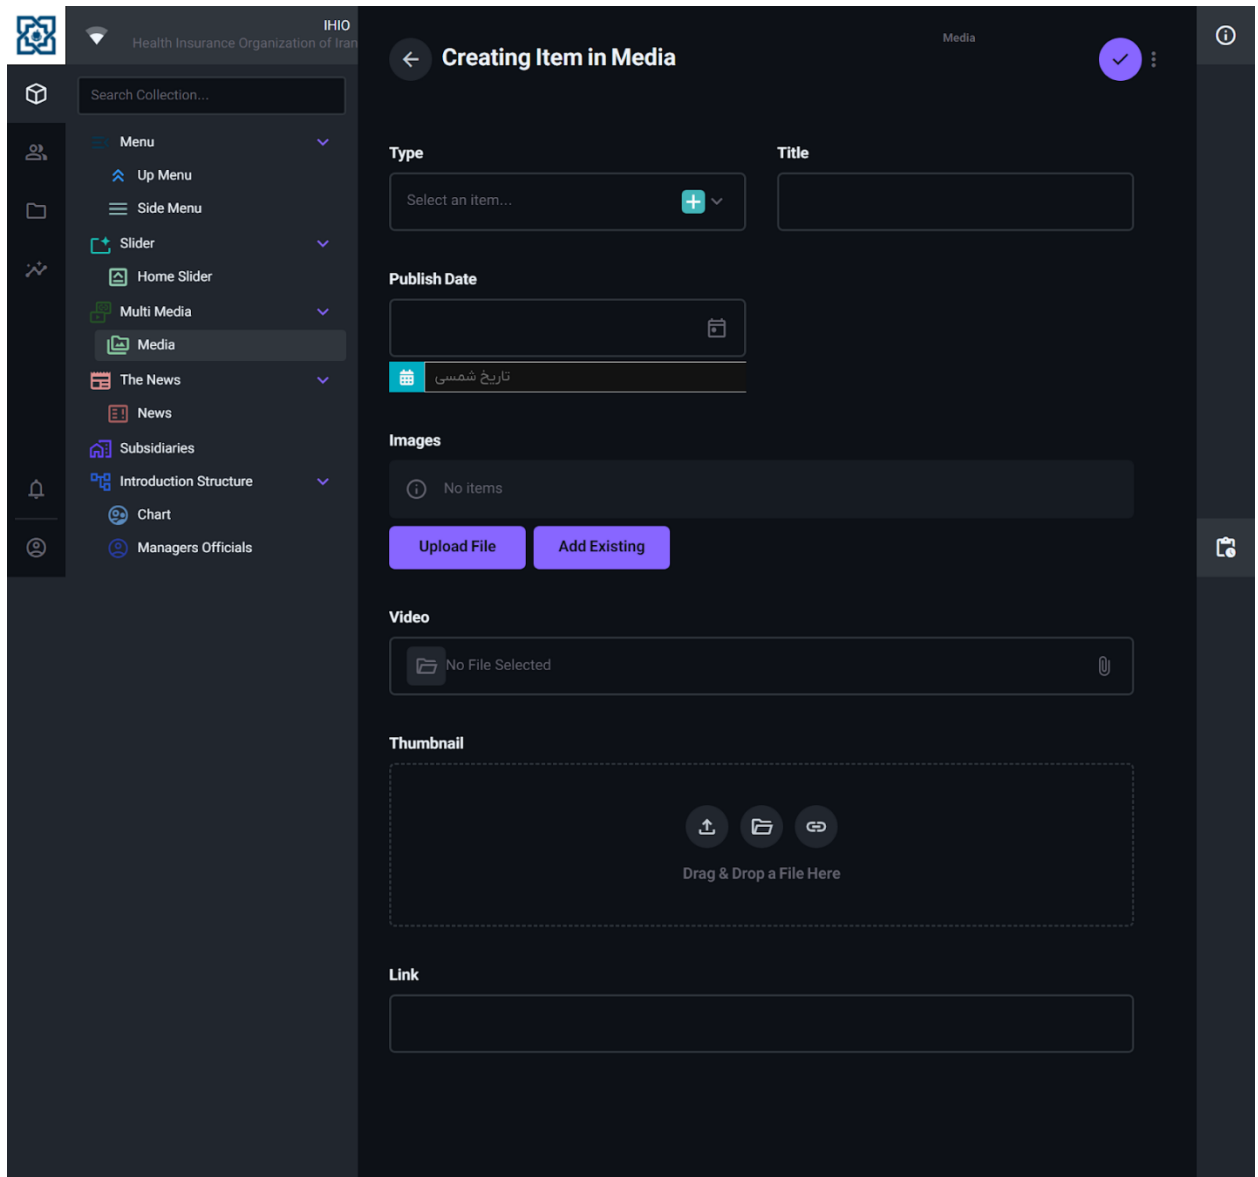 IHIO
Health Insurance Organization of Iran
Search Collection...
Menu
Up Menu
Side Menu
Slider
Home Slider
Multi Media
Media
The News
News
Subsidiaries
Introduction Structure
Chart
Managers Officials
Media
Creating Item in Media
Type
Select an item...
Title
Publish Date
تاریخ شمسی
Images
No items
Upload File
Add Existing
Video
No File Selected
Thumbnail
Drag & Drop a File Here
Link